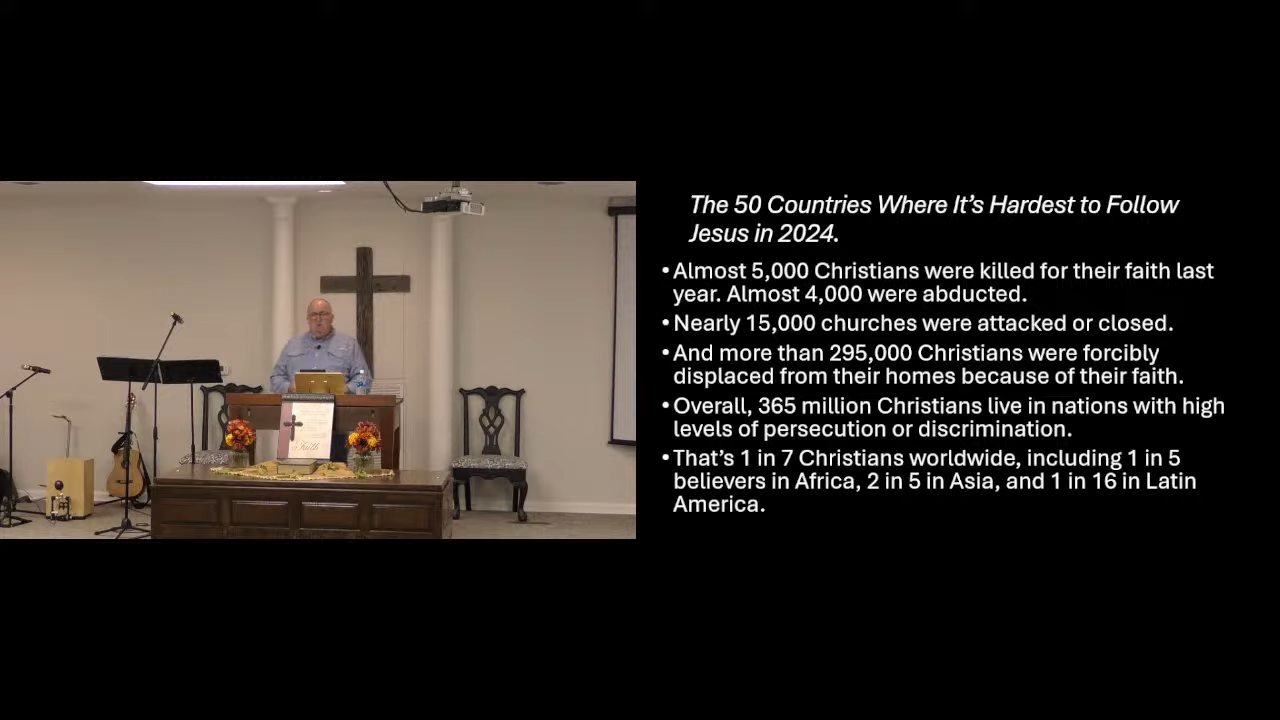 The 50 Countries Where It's Hardest to Follow
Jesus in 2024.
• Almost 5,000 Christians were killed for their faith last
year. Almost 4,000 were abducted.
• Nearly 15,000 churches were attacked or closed.
• And more than 295,000 Christians were forcibly
displaced from their homes because of their faith.
• Overall, 365 million Christians live in nations with high
levels of persecution or discrimination.
• That's 1 in 7 Christians worldwide, including 1 in 5
believers in Africa, 2 in 5 in Asia, and 1 in 16 in Latin
America.
Faith